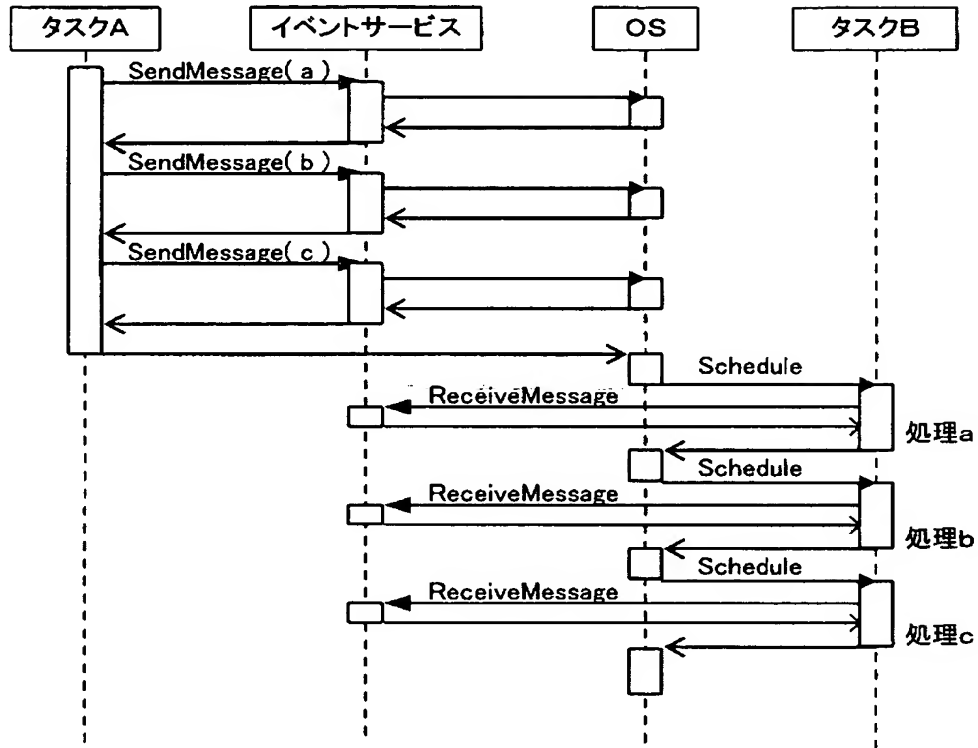 タスクA
イベントサービス
OS
タスクB
SendMessage( a )
SendMessage( b )
SendMessage( c )
Schedule
ReceiveMessage
処理a
Schedule
ReceiveMessage
処理b
Schedule
ReceiveMessage
処理c